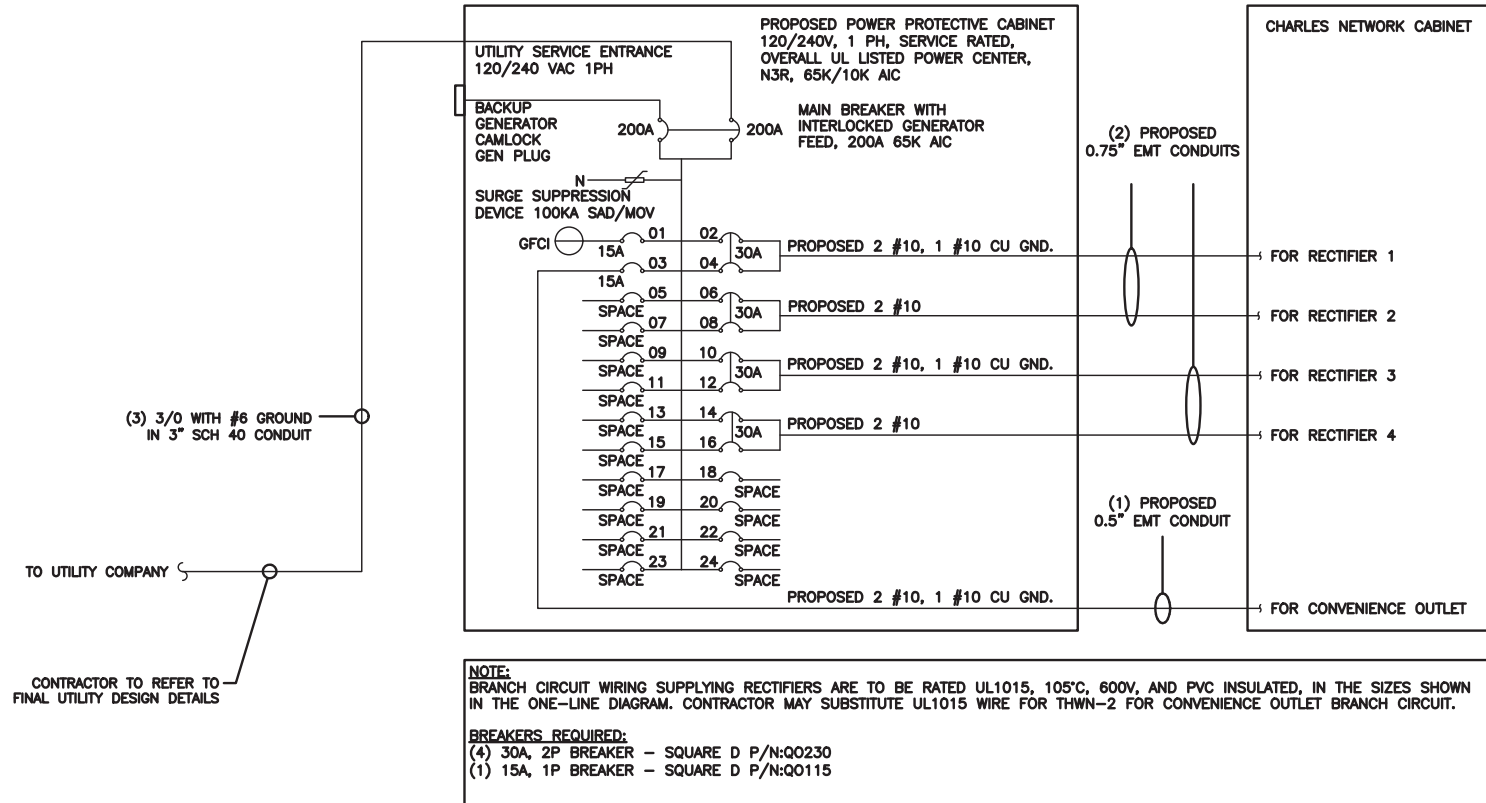 UTILITY SERVICE ENTRANCE
120/240 VAC 1PH
PROPOSED POWER PROTECTIVE CABINET
120/240V, 1 PH, SERVICE RATED,
OVERALL UL LISTED POWER CENTER,
N3R, 65K/10K AIC
CHARLES NETWORK CABINET
BACKUP
GENERATOR
CAMLOCK
GEN PLUG
200A
200A
MAIN BREAKER WITH
INTERLOCKED GENERATOR
FEED, 200A 65K AIC
(2) PROPOSED
0.75" EMT CONDUITS
N
SURGE SUPPRESSION
DEVICE 100KA SAD/MOV
GFCI
15A
01
02
30A
PROPOSED 2 #10, 1 #10 CU GND.
FOR RECTIFIER 1
15A
03
04
SPACE
05
06
30A
PROPOSED 2 #10
FOR RECTIFIER 2
SPACE
07
08
SPACE
09
10
30A
PROPOSED 2 #10, 1 #10 CU GND.
FOR RECTIFIER 3
SPACE
11
12
SPACE
13
14
30A
PROPOSED 2 #10
FOR RECTIFIER 4
SPACE
15
16
SPACE
17
18
SPACE
SPACE
19
20
SPACE
SPACE
21
22
SPACE
SPACE
23
24
SPACE
(3) 3/0 WITH #6 GROUND
IN 3" SCH 40 CONDUIT
(1) PROPOSED
0.5" EMT CONDUIT
TO UTILITY COMPANY
PROPOSED 2 #10, 1 #10 CU GND.
FOR CONVENIENCE OUTLET
CONTRACTOR TO REFER TO
FINAL UTILITY DESIGN DETAILS
NOTE:
BRANCH CIRCUIT WIRING SUPPLYING RECTIFIERS ARE TO BE RATED UL1015, 105°C, 600V, AND PVC INSULATED, IN THE SIZES SHOWN
IN THE ONE-LINE DIAGRAM. CONTRACTOR MAY SUBSTITUTE UL1015 WIRE FOR THWN-2 FOR CONVENIENCE OUTLET BRANCH CIRCUIT.
BREAKERS REQUIRED:
(4) 30A, 2P BREAKER - SQUARE D P/N:QO230
(1) 15A, 1P BREAKER - SQUARE D P/N:QO115